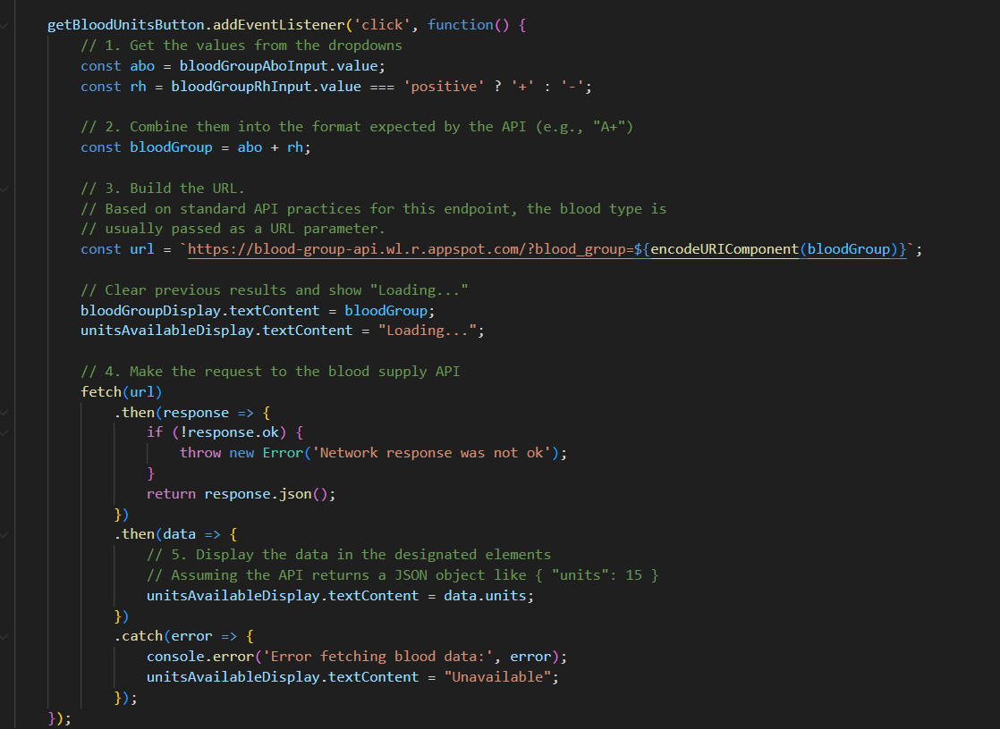 getBloodUnitsButton.addEventListener('click', function() {
    // 1. Get the values from the dropdowns
    const abo = bloodGroupAboInput.value;
    const rh = bloodGroupRhInput.value === 'positive' ? '+' : '-';

    // 2. Combine them into the format expected by the API (e.g., "A+")
    const bloodGroup = abo + rh;

    // 3. Build the URL.
    // Based on standard API practices for this endpoint, the blood type is
    // usually passed as a URL parameter.
    const url = `https://blood-group-api.wl.r.appspot.com/?blood_group=${encodeURIComponent(bloodGroup)}`;

    // Clear previous results and show "Loading..."
    bloodGroupDisplay.textContent = bloodGroup;
    unitsAvailableDisplay.textContent = "Loading...";

    // 4. Make the request to the blood supply API
    fetch(url)
        .then(response => {
            if (!response.ok) {
                throw new Error('Network response was not ok');
            }
            return response.json();
        })
        .then(data => {
            // 5. Display the data in the designated elements
            // Assuming the API returns a JSON object like { "units": 15 }
            unitsAvailableDisplay.textContent = data.units;
        })
        .catch(error => {
            console.error('Error fetching blood data:', error);
            unitsAvailableDisplay.textContent = "Unavailable";
        });
});